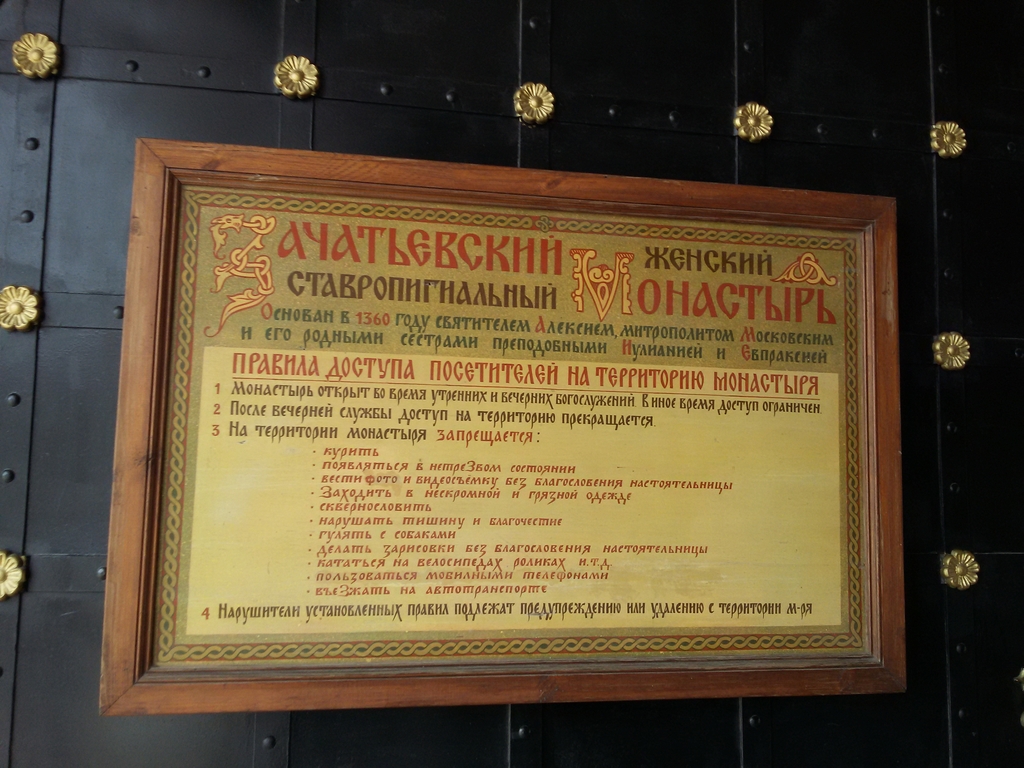 Зачатьевский женский
ставропигиальный Монастырь
Основан в 1360 году святителем Алексием, митрополитом Московским
и его родными сёстрами преподобными Иулианией и Евпраксией
Правила доступа посетителей на территорию монастыря
1 Монастырь открыт во время утренних и вечерних богослужений. В иное время доступ ограничен.
2 После вечерней службы доступ на территорию прекращается.
3 На территории монастыря запрещается:
· курить
· появляться в нетрезвом состоянии
· вести фото и видеосъёмку без благословения настоятельницы
· Заходить в нескромной и грязной одежде
· сквернословить
· нарушать тишину и благочестие
· гулять с собаками
· делать зарисовки без благословения настоятельницы
· кататься на велосипедах роликах и.т.д.
· пользоваться мобильными телефонами
· въезжать на автотранспорте
4 Нарушители установленных правил подлежат предупреждению или удалению с территории м-ря